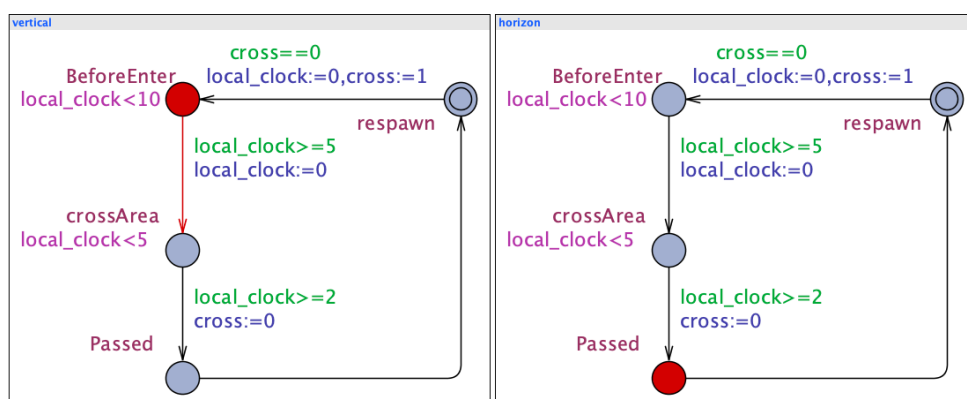 vertical
cross==0
BeforeEnter
local_clock:=0,cross:=1
local_clock<10
respawn
local_clock>=5
local_clock:=0
crossArea
local_clock<5
local_clock>=2
cross:=0
Passed
horizon
cross==0
BeforeEnter
local_clock:=0,cross:=1
local_clock<10
respawn
local_clock>=5
local_clock:=0
crossArea
local_clock<5
local_clock>=2
cross:=0
Passed